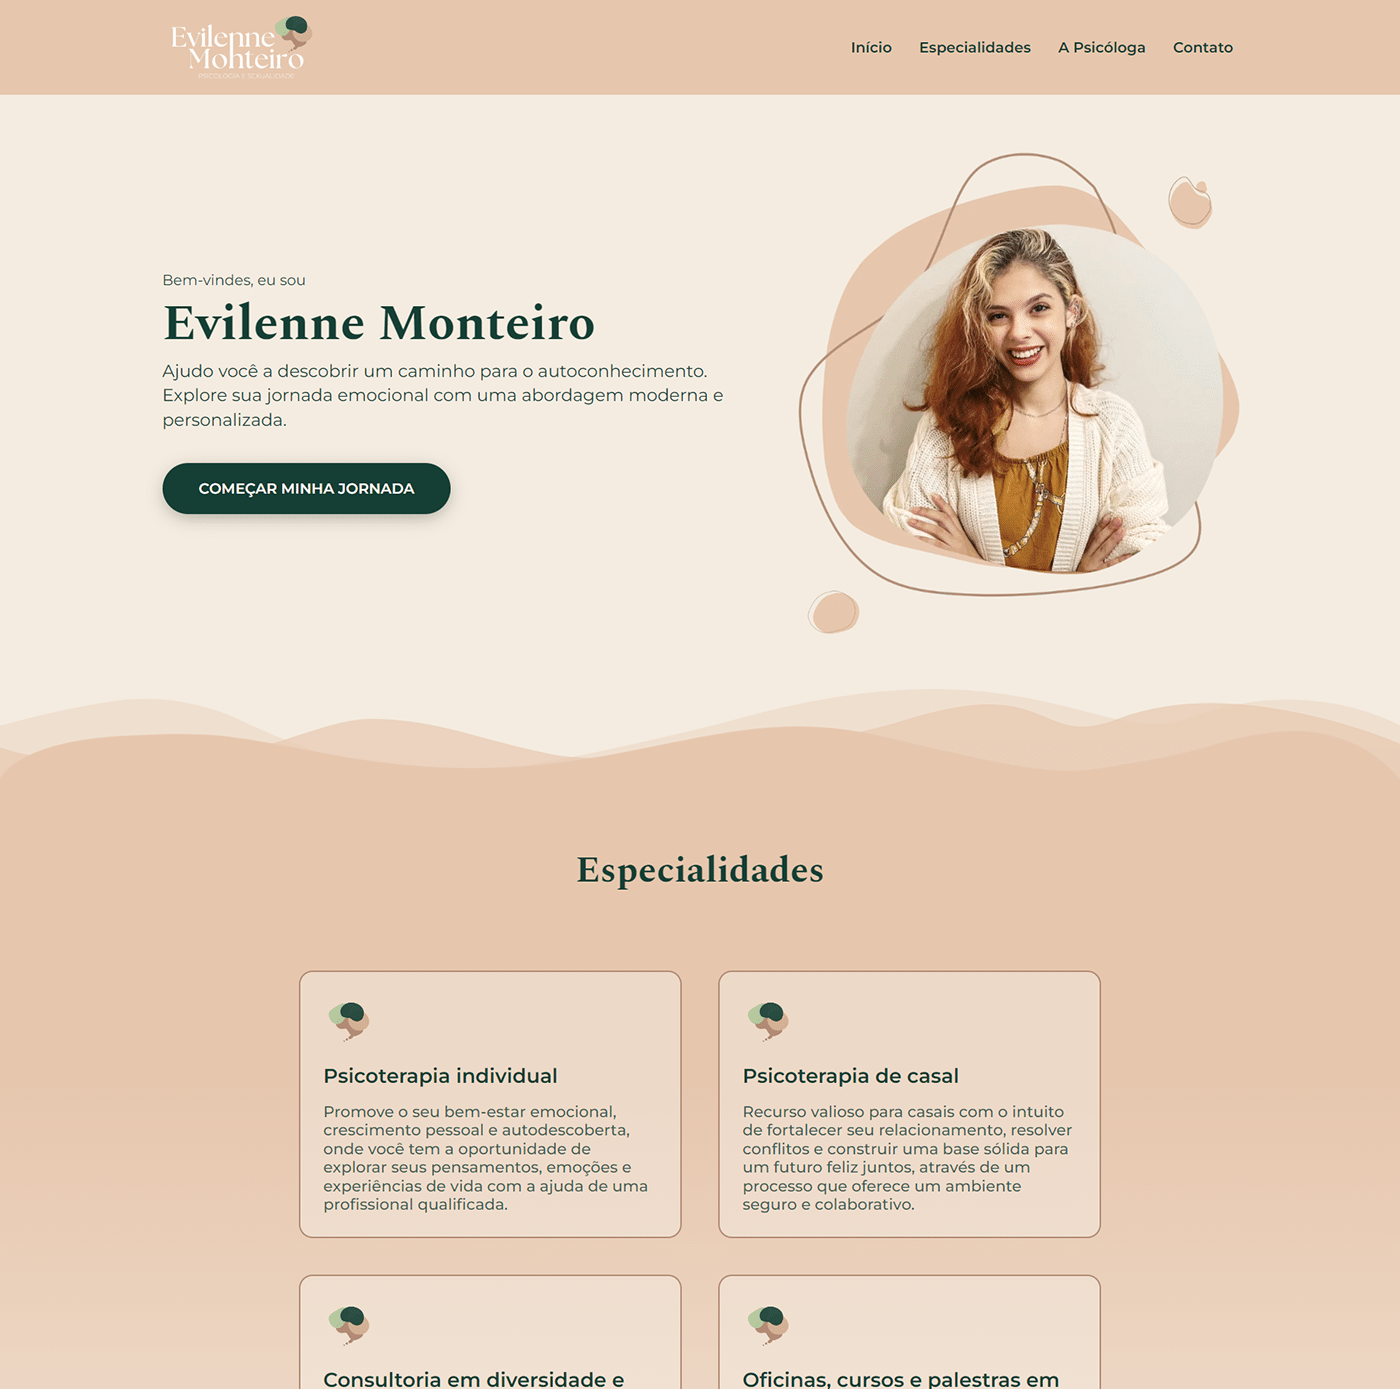 Evilenne
Monteiro
PSICOLOGIA E SEXUALIDADE
Início Especialidades A Psicóloga Contato
Bem-vindes, eu sou
Evilenne Monteiro
Ajudo você a descobrir um caminho para o autoconhecimento.
Explore sua jornada emocional com uma abordagem moderna e
personalizada.
COMEÇAR MINHA JORNADA
Especialidades
Psicoterapia individual
Promove o seu bem-estar emocional,
crescimento pessoal e autodescoberta,
onde você tem a oportunidade de
explorar seus pensamentos, emoções e
experiências de vida com a ajuda de uma
profissional qualificada.
Psicoterapia de casal
Recurso valioso para casais com o intuito
de fortalecer seu relacionamento, resolver
conflitos e construir uma base sólida para
um futuro feliz juntos, através de um
processo que oferece um ambiente
seguro e colaborativo.
Consultoria em diversidade e
Oficinas, cursos e palestras em